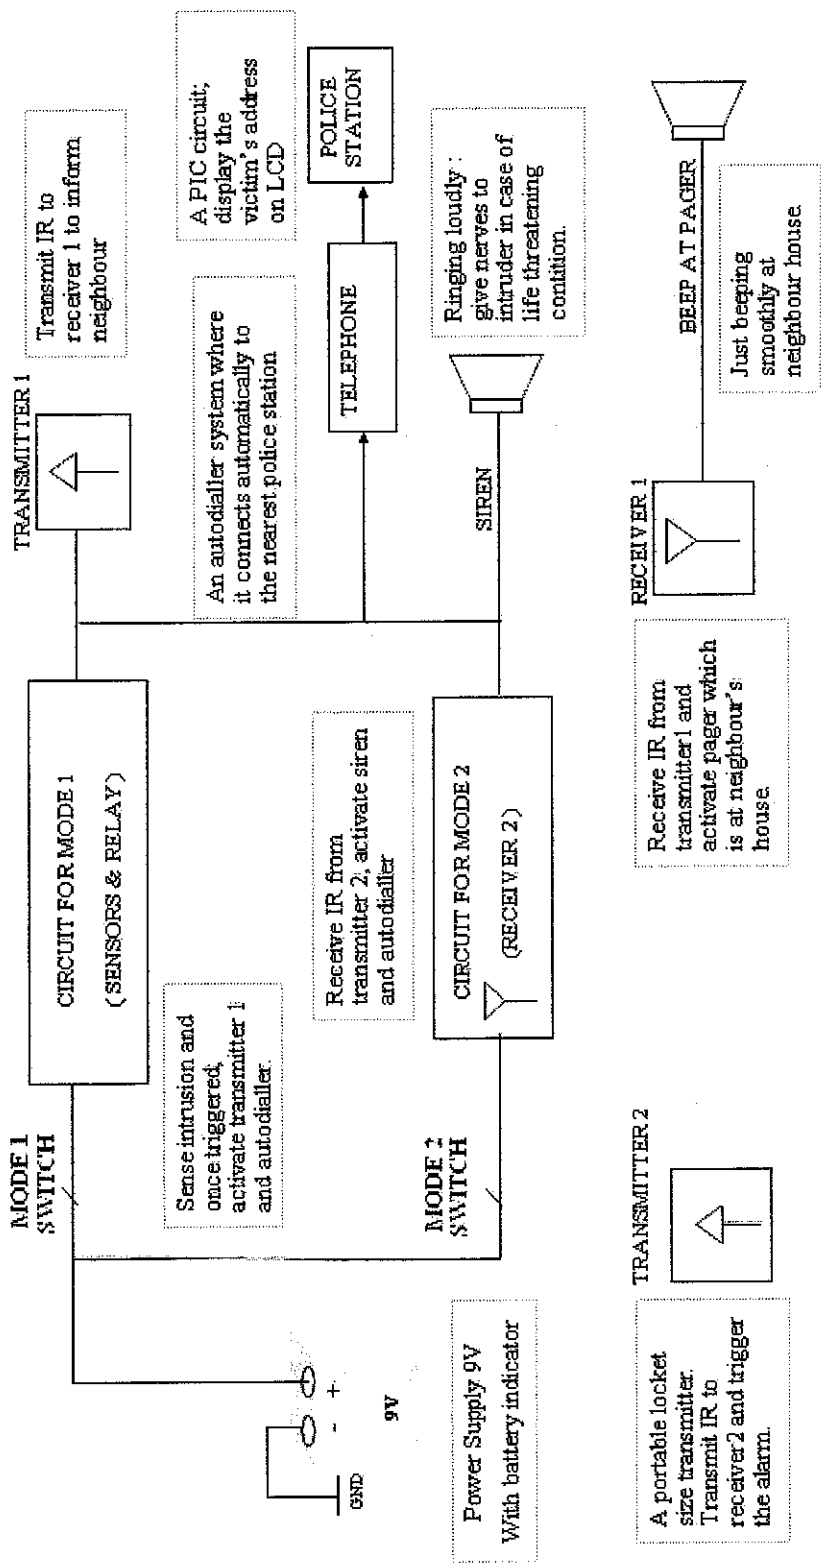 TRANSMITTER 1
Transmit IR to
receiver 1 to inform
neighbour
MODE 1
SWITCH
CIRCUIT FOR MODE 1
(SENSORS & RELAY)
Sense intrusion and
once triggered;
activate transmitter 1
and autodialler.
An autodialler system where
it connects automatically to
the nearest police station
A PIC circuit;
display the
victim's address
on LCD
TELEPHONE
POLICE
STATION
GND
-
+
9V
Power Supply 9V
With battery indicator
MODE 2
SWITCH
Receive IR from
transmitter 2; activate siren
and autodialler
CIRCUIT FOR MODE 2
(RECEIVER 2)
SIREN
Ringing loudly :
give nerves to
intruder in case of
life threatening
contition.
TRANSMITTER 2
A portable locket
size transmitter.
Transmit IR to
receiver2 and trigger
the alarm.
Receive IR from
transmitter1 and
activate pager which
is at neighbour's
house.
RECEIVER 1
BEEP AT PAGER
Just beeping
smoothly at
neighbour house.